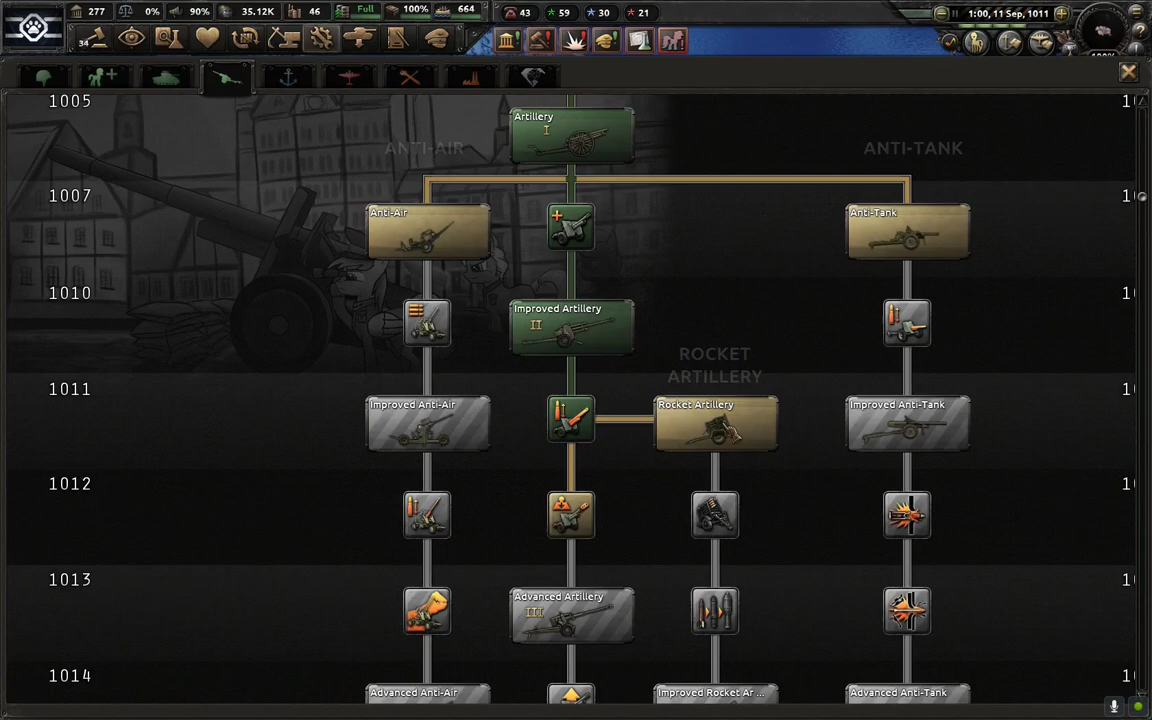 277 0% 90% 35.12K 46 Full 100% 664 43 59 30 21 1:00, 11 Sep, 1011
34
1005
Artillery
I
ANTI-AIR
ANTI-TANK
1007
Anti-Air
Anti-Tank
1010
Improved Artillery
II
ROCKET
ARTILLERY
1011
Improved Anti-Air
Rocket Artillery
Improved Anti-Tank
1012
1013
Advanced Artillery
III
1014
Advanced Anti-Air
Improved Rocket Ar ...
Advanced Anti-Tank